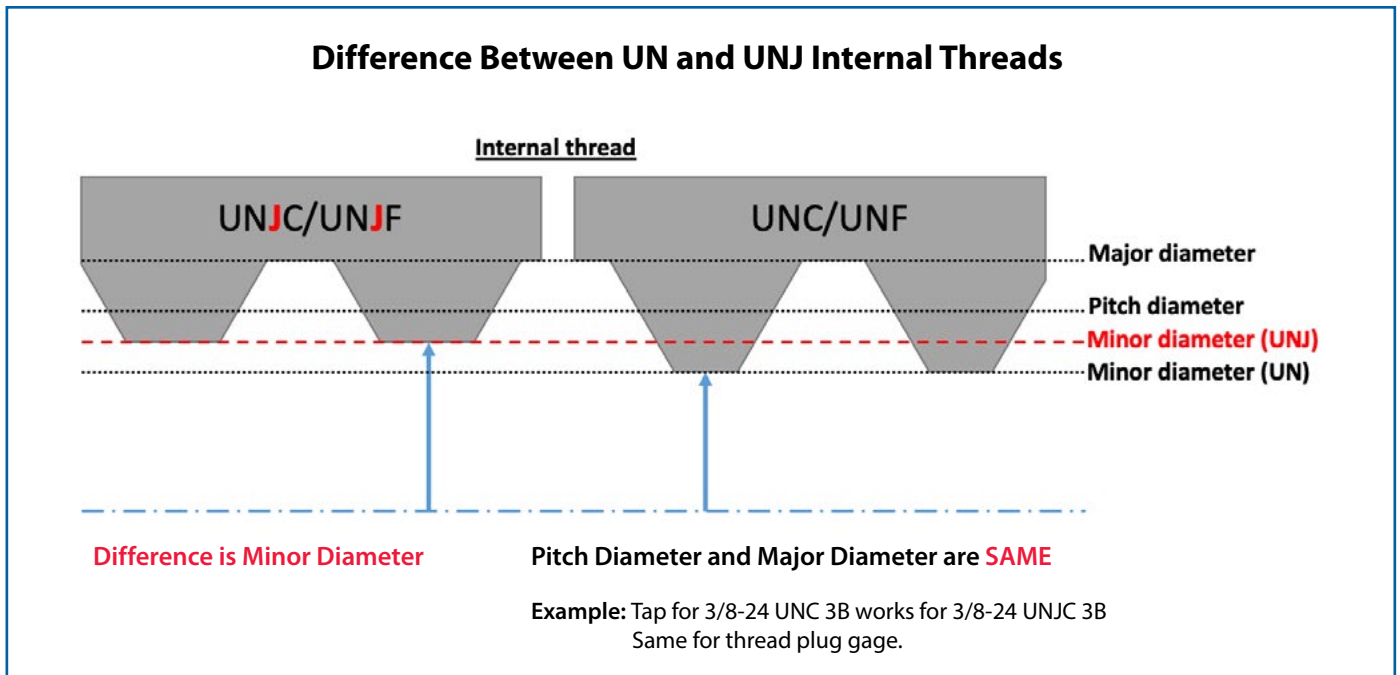 Difference Between UN and UNJ Internal Threads
Internal thread
UNJC/UNJF
UNC/UNF
Major diameter
Pitch diameter
Minor diameter (UNJ)
Minor diameter (UN)
Difference is Minor Diameter
Pitch Diameter and Major Diameter are SAME
Example: Tap for 3/8-24 UNC 3B works for 3/8-24 UNJC 3B
Same for thread plug gage.